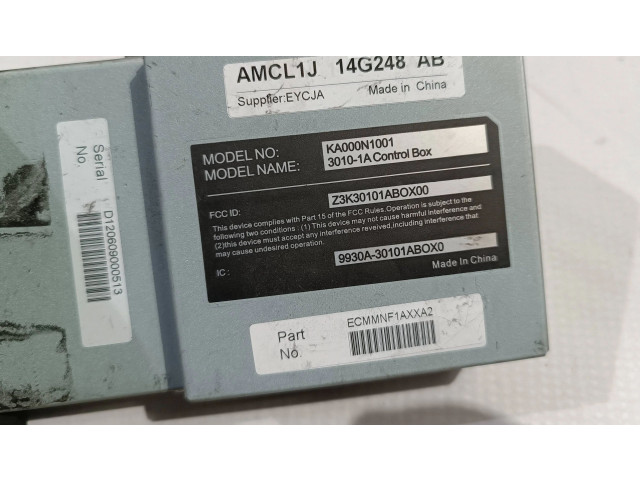 AMCL1J 14G248 AB
Supplier:EYCJA Made in China
MODEL NO: KA000N1001
MODEL NAME: 3010-1A Control Box
FCC ID: Z3K30101ABOX00
This device complies with Part 15 of the FCC Rules.Operation is subject to the
following two conditions : (1) This device may not cause harmful interference and
(2)this device must accept any interference received,including interference that
may cause undesired operation.
IC: 9930A-30101ABOX0
Made in China
Part No. ECMMNF1AXXA2
Serial No. D120609000513